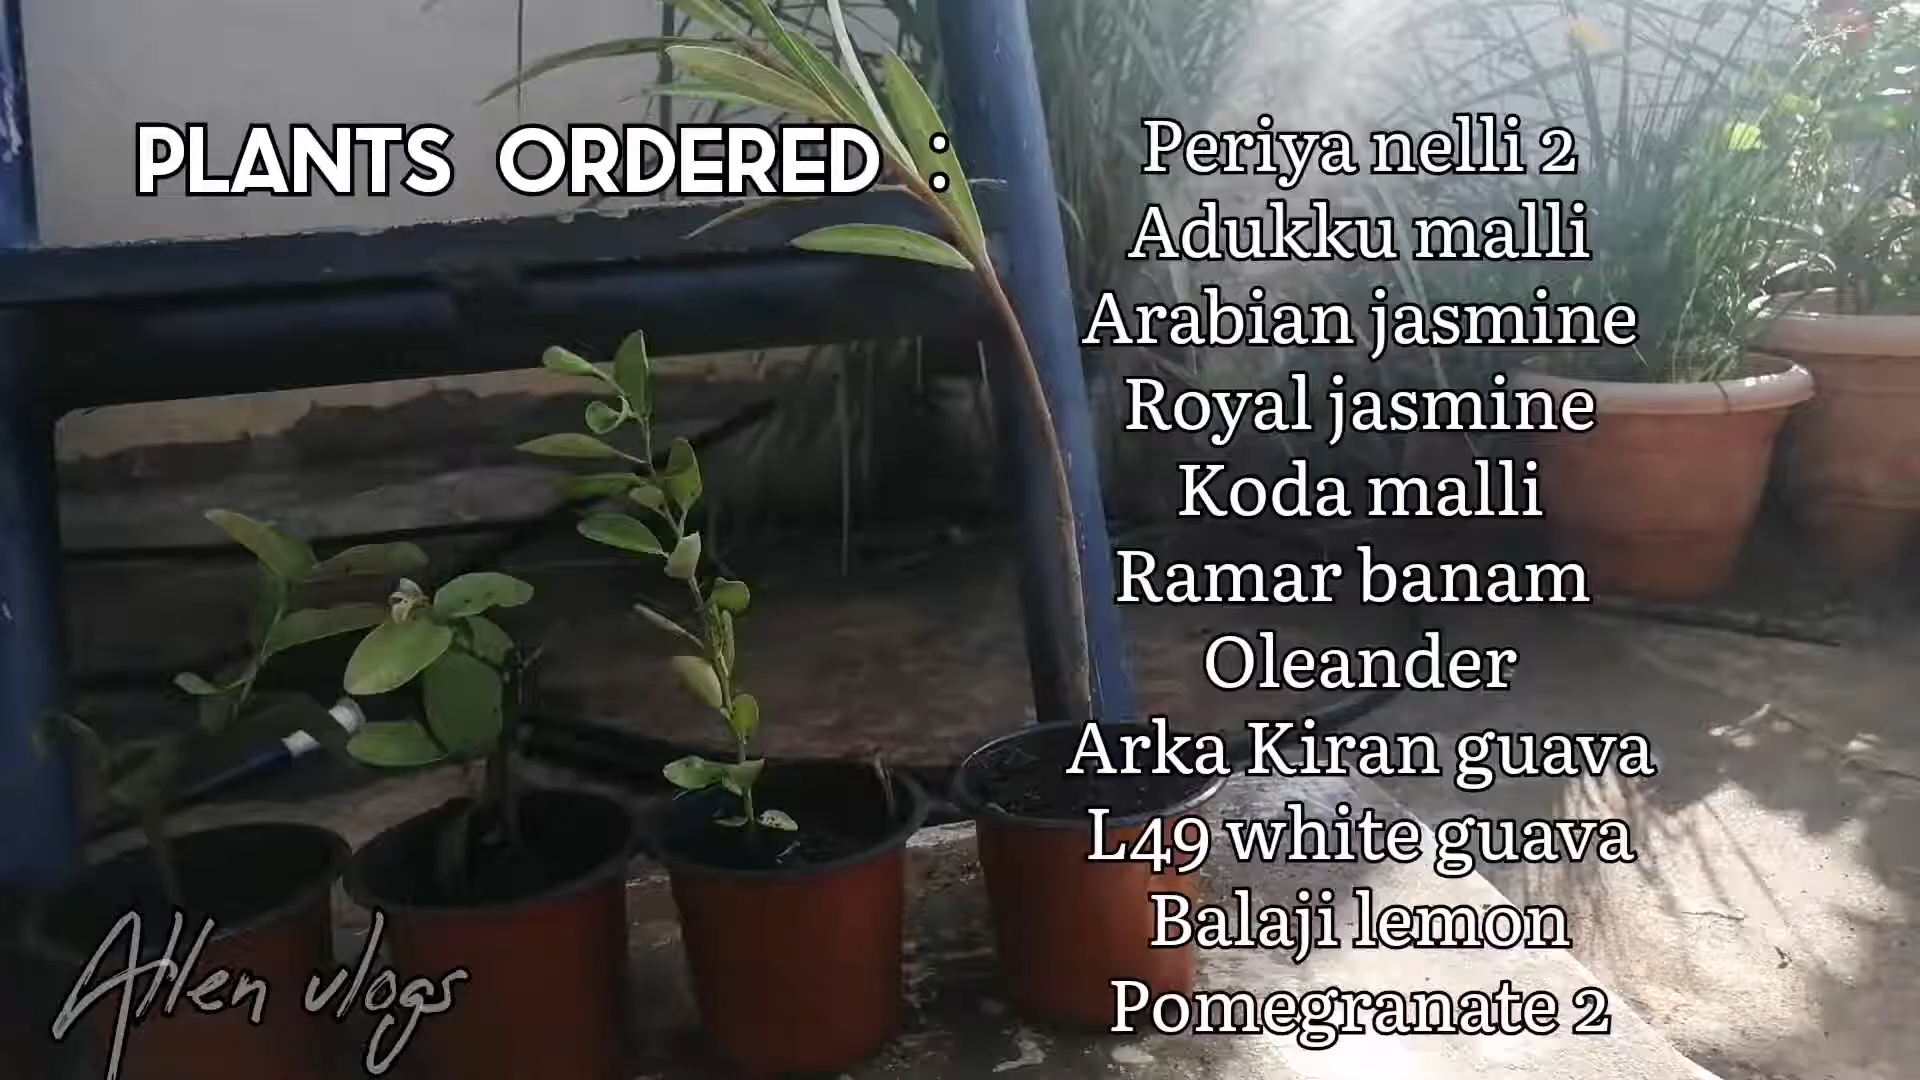 PLANTS ORDERED :
Periya nelli 2
Adukku malli
Arabian jasmine
Royal jasmine
Koda malli
Ramar banam
Oleander
Arka Kiran guava
L49 white guava
Balaji lemon
Pomegranate 2
Allen vlogs